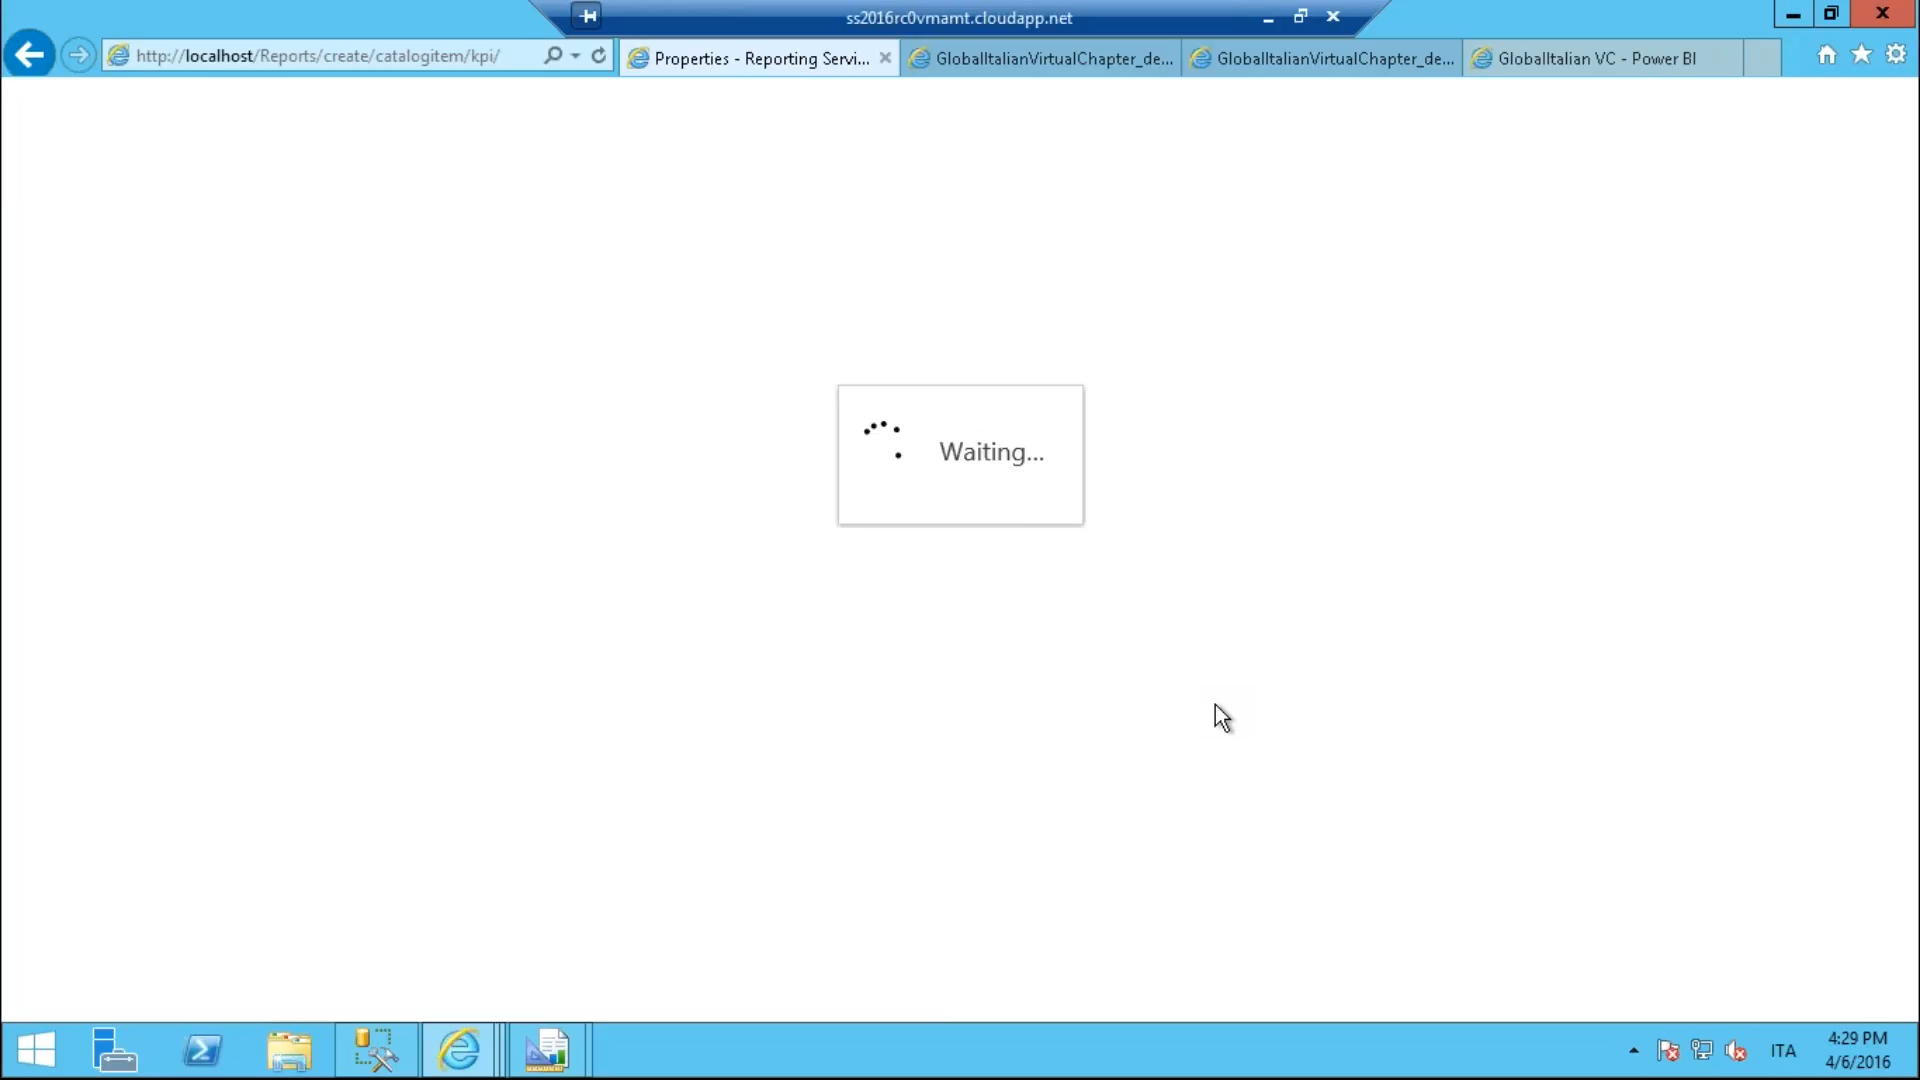 ss2016rc0vmamt.cloudapp.net
http://localhost/Reports/create/catalogitem/kpi/
Properties - Reporting Servi...
GlobalItalianVirtualChapter_de...
GlobalItalianVirtualChapter_de...
GlobalItalian VC - Power BI
Waiting...
ITA
4:29 PM
4/6/2016